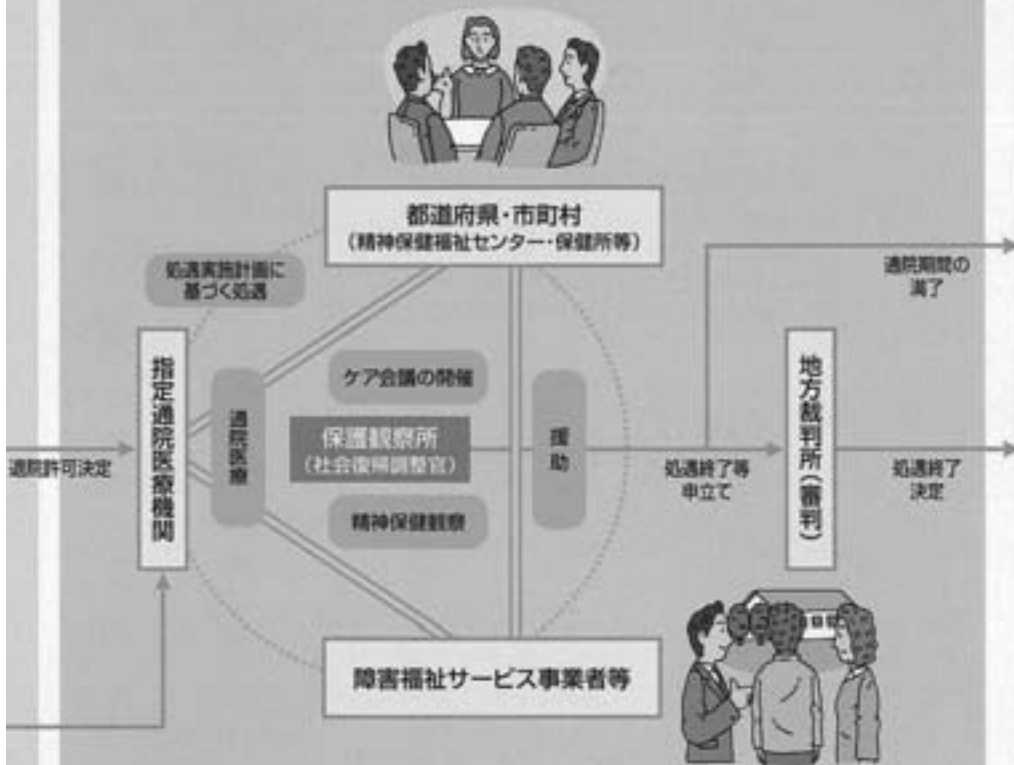 都道府県・市町村
(精神保健福祉センター・保健所等)
処遇実施計画に
基づく処遇
通院期間の
満了
指定通院医療機関
通院医療
ケア会議の開催
保護観察所
(社会復帰調整官)
精神保健観察
援助
地方裁判所(審判)
退院許可決定
処遇終了等
申立て
処遇終了
決定
障害福祉サービス事業者等